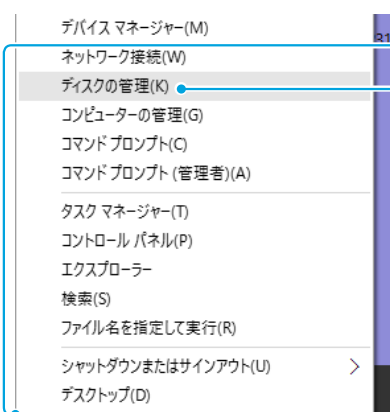 デバイス マネージャー(M)
ネットワーク接続(W)
ディスクの管理(K)
コンピューターの管理(G)
コマンド プロンプト(C)
コマンド プロンプト (管理者)(A)
タスク マネージャー(T)
コントロール パネル(P)
エクスプローラー
検索(S)
ファイル名を指定して実行(R)
シャットダウンまたはサインアウト(U)
デスクトップ(D)